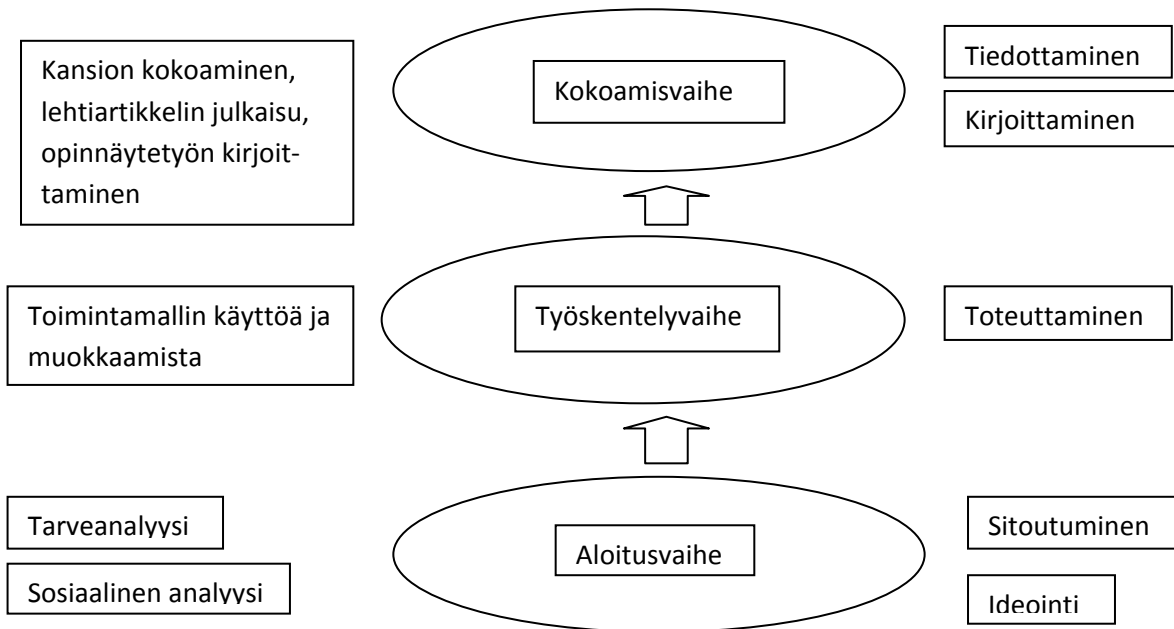 Kansion kokoaminen,
lehtiartikkelin julkaisu,
opinnäytetyön kirjoit-
taminen
Kokoamisvaihe
Tiedottaminen
Kirjoittaminen
Toimintamallin käyttöä ja
muokkaamista
Työskentelyvaihe
Toteuttaminen
Tarveanalyysi
Sosiaalinen analyysi
Aloitusvaihe
Sitoutuminen
Ideointi